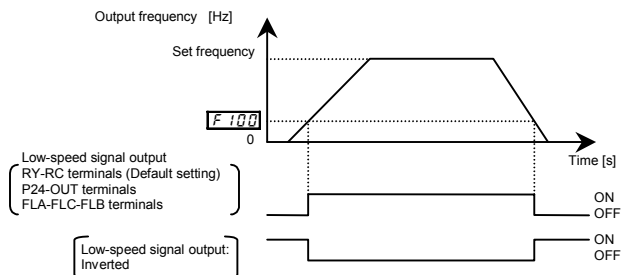 Output frequency [Hz]
Set frequency
F 100
0
Time [s]
Low-speed signal output
RY-RC terminals (Default setting)
P24-OUT terminals
FLA-FLC-FLB terminals
ON
OFF
Low-speed signal output:
Inverted
ON
OFF